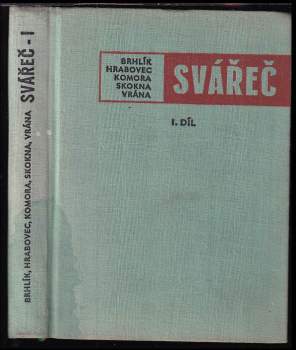 BRHLÍK, HRABOVEC, KOMORA, SKOKNA, VRÁNA
SVÁŘEČ - I
BRHLÍK
HRABOVEC
KOMORA
SKOKNA
VRÁNA
SVÁŘEČ
I. DÍL